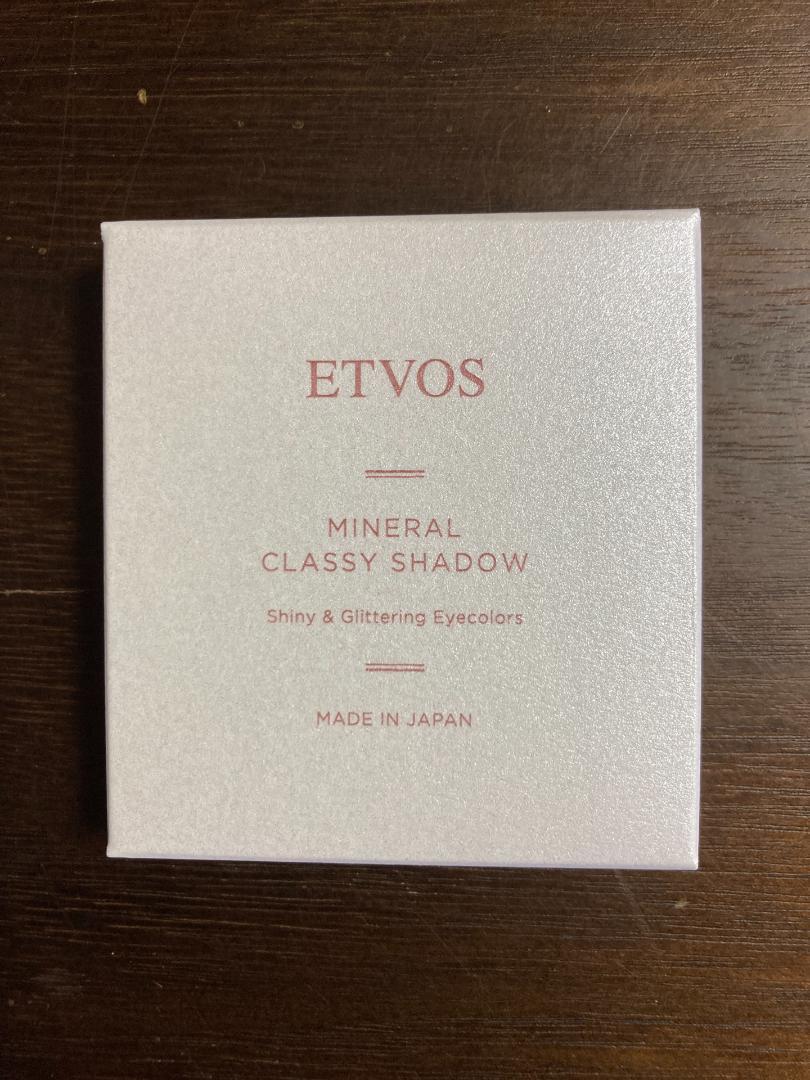 ETVOS
MINERAL
CLASSY SHADOW
Shiny & Glittering Eyecolors
MADE IN JAPAN